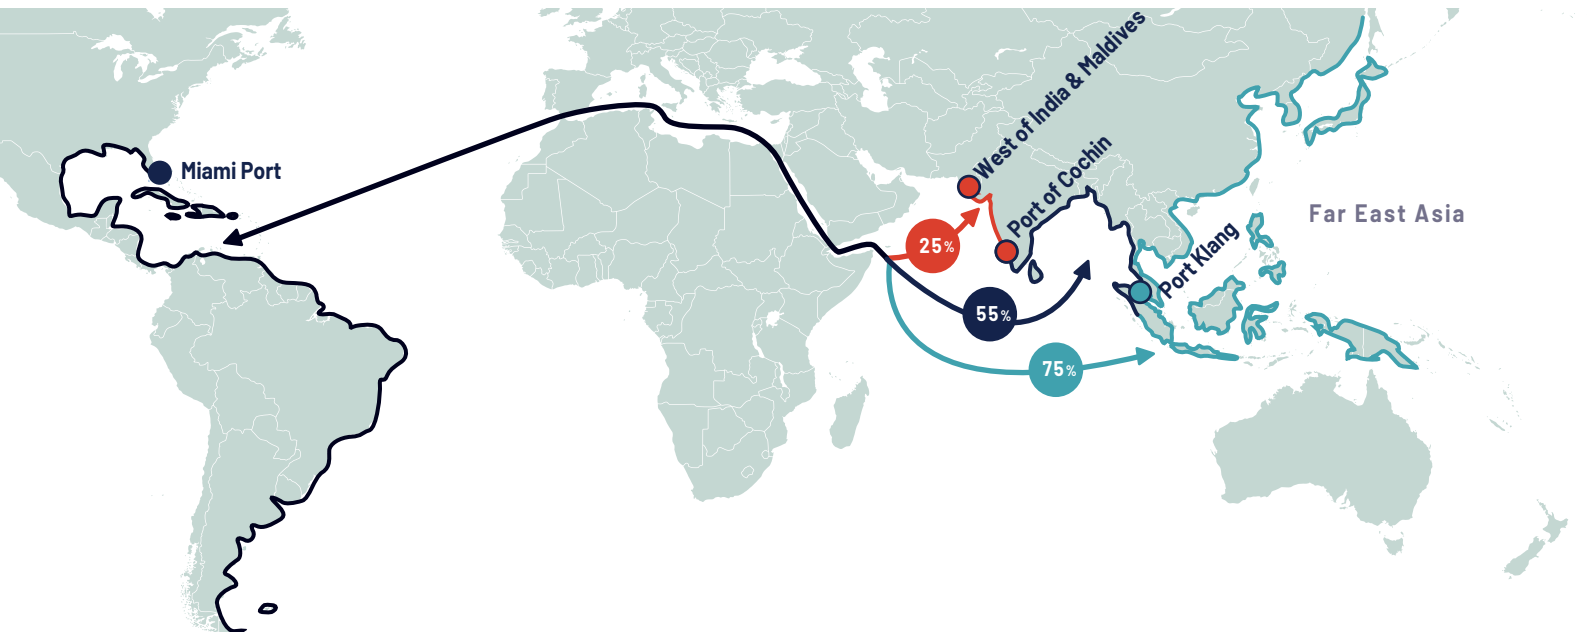 West of India & Maldives
Miami Port
Port of Cochin
Far East Asia
25%
Port Klang
55%
75%